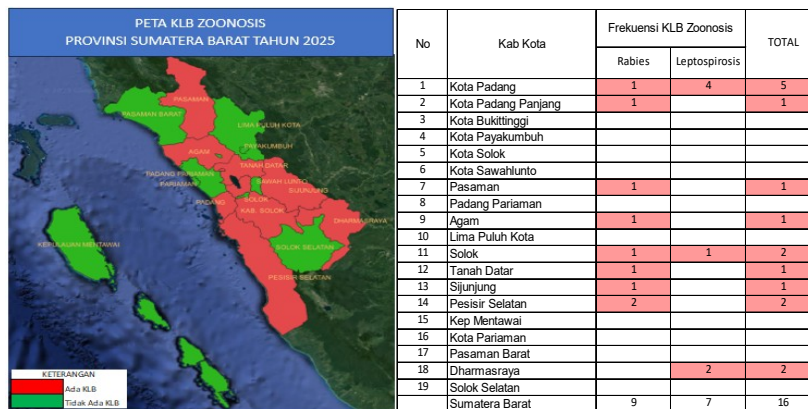 PETA KLB ZOONOSIS
PROVINSI SUMATERA BARAT TAHUN 2025
PASAMAN
PASAMAN BARAT
LIMA PULUH KOTA
PAYAKUMBUH
AGAM
TANAH DATAR
PADANG PARIAMAN
PARIAMAN
SAWAH LUNTO
SIJUNJUNG
SOLOK
PADANG
KAB. SOLOK
DHARMASRAYA
KEPULAUAN MENTAWAI
SOLOK SELATAN
PESISIR SELATAN
KETERANGAN
Ada KLB
Tidak Ada KLB
No Kab Kota Frekuensi KLB Zoonosis TOTAL
Rabies Leptospirosis
1 Kota Padang 1 4 5
2 Kota Padang Panjang 1 1
3 Kota Bukittinggi
4 Kota Payakumbuh
5 Kota Solok
6 Kota Sawahlunto
7 Pasaman 1 1
8 Padang Pariaman
9 Agam 1 1
10 Lima Puluh Kota
11 Solok 1 1 2
12 Tanah Datar 1 1
13 Sijunjung 1 1
14 Pesisir Selatan 2 2
15 Kep Mentawai
16 Kota Pariaman
17 Pasaman Barat
18 Dharmasraya 2 2
19 Solok Selatan
Sumatera Barat 9 7 16